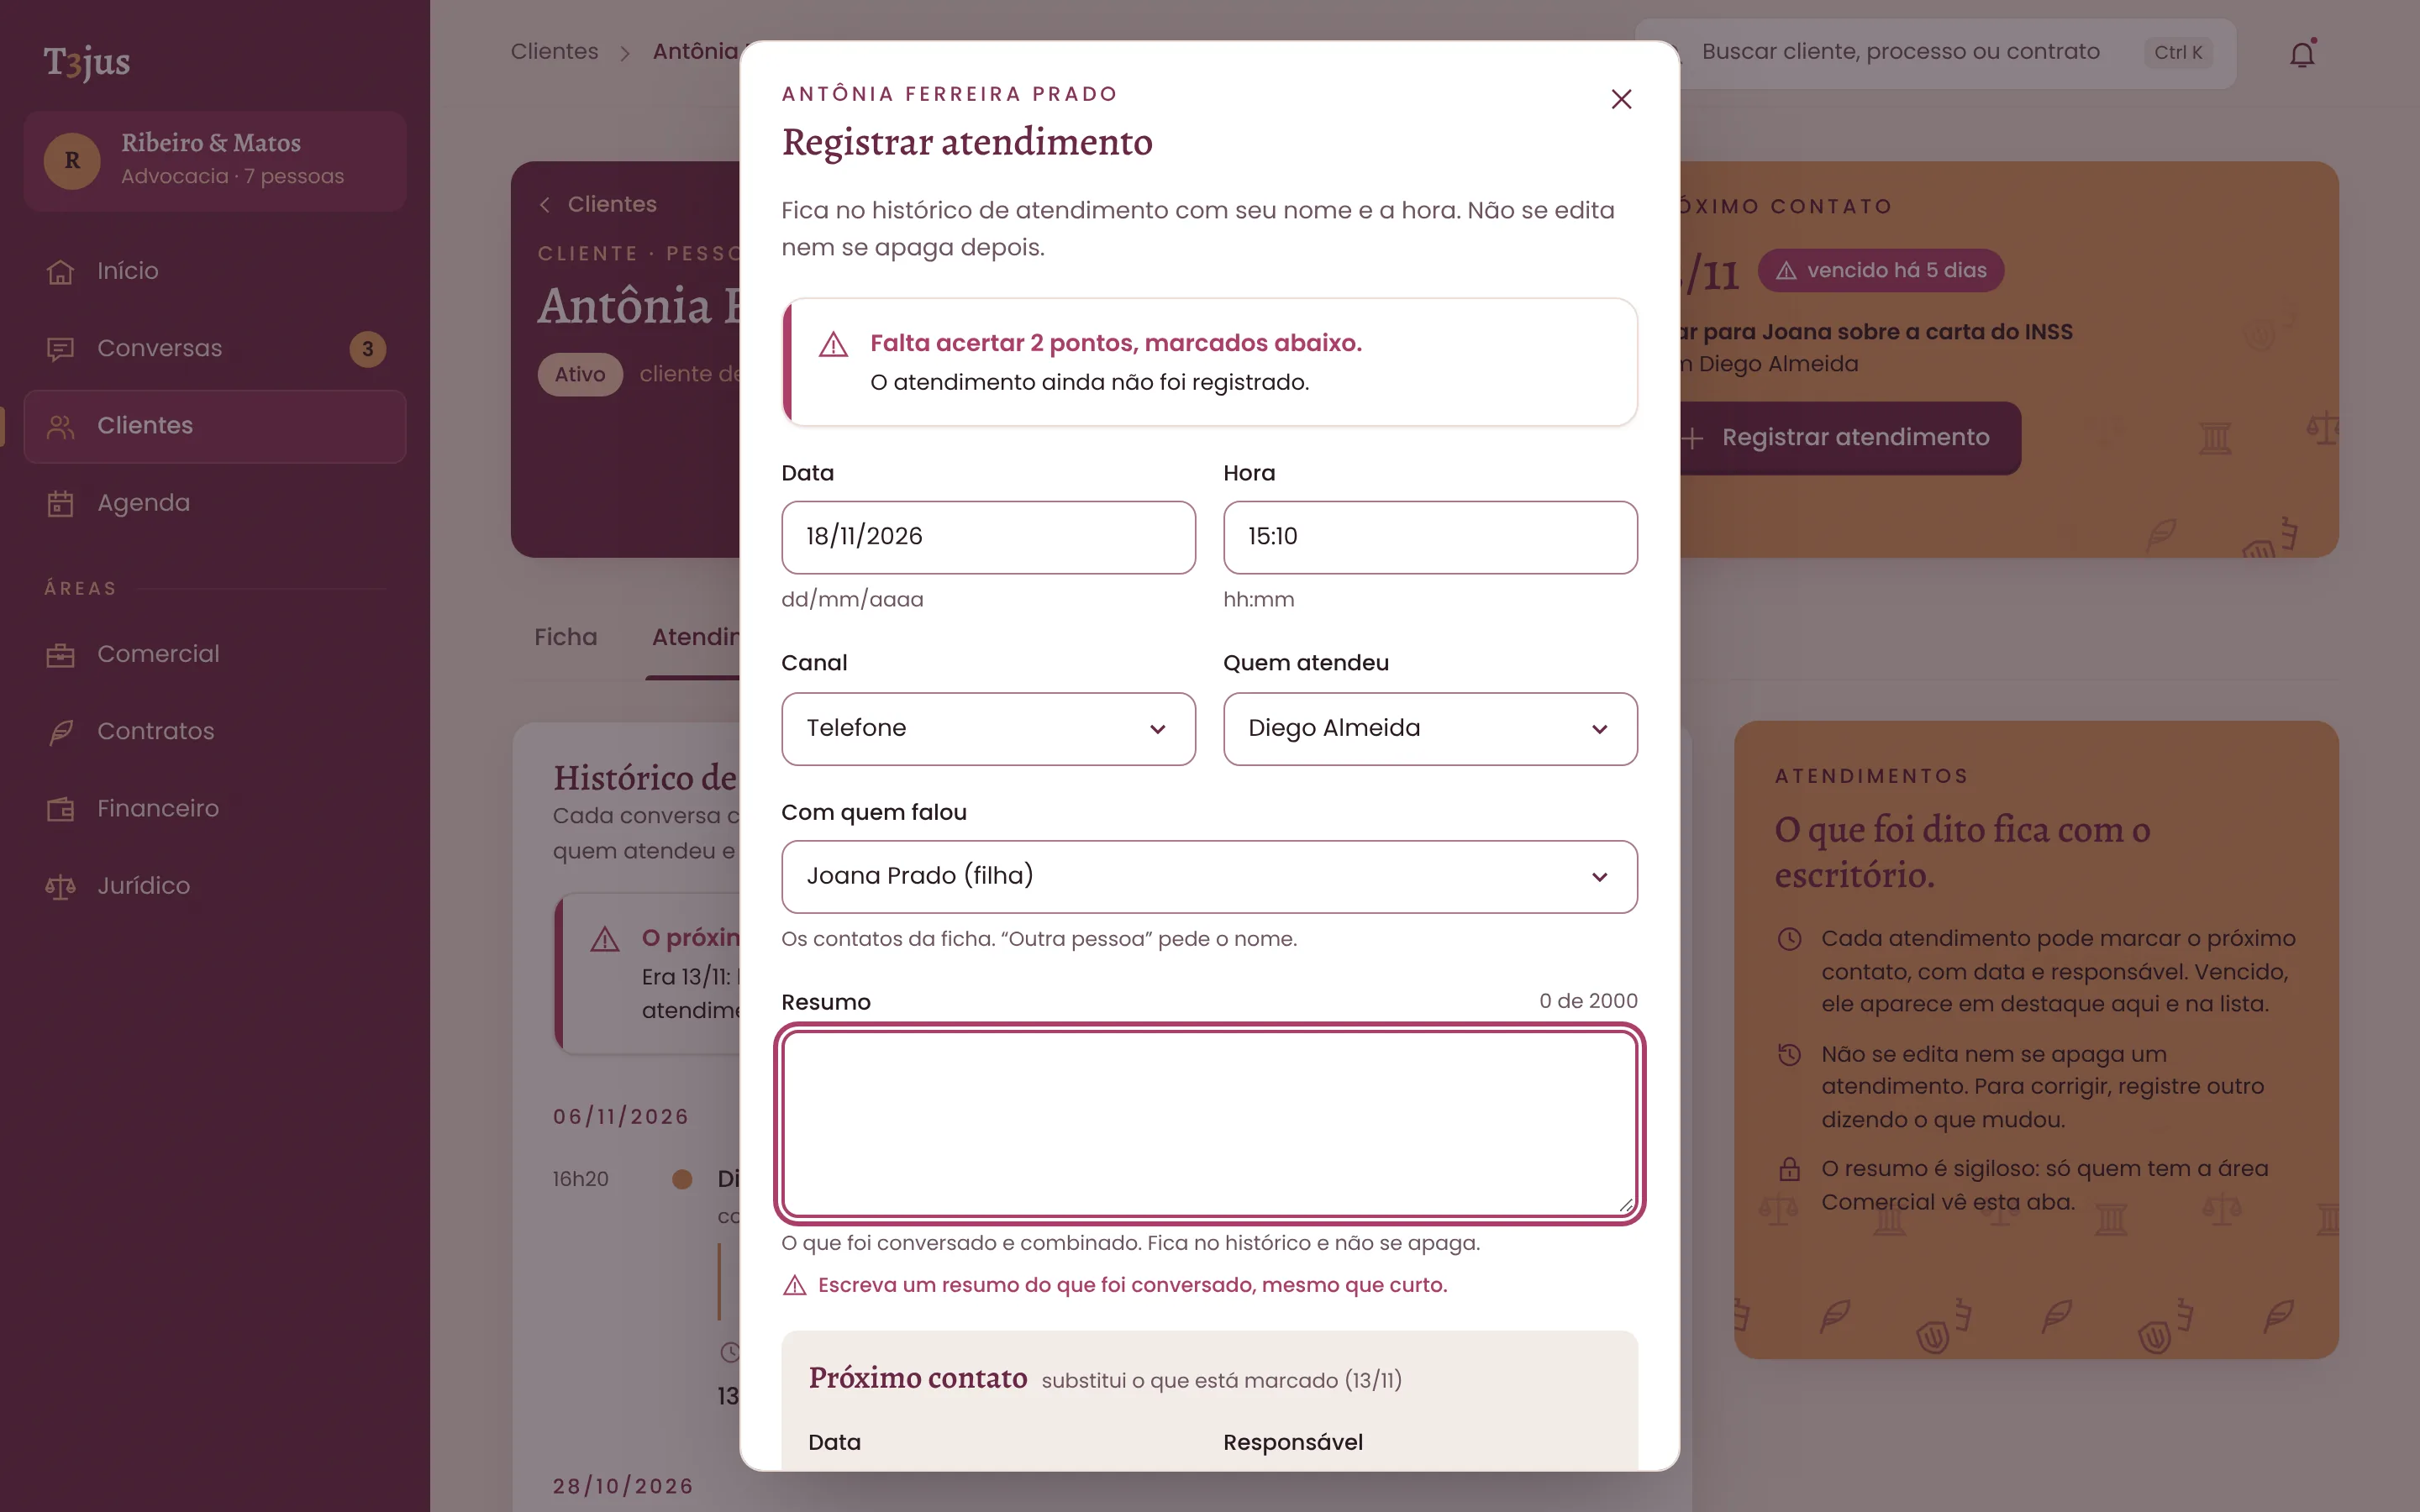 T3jus
R
Ribeiro & Matos
Advocacia · 7 pessoas
Início
Conversas
3
Clientes
Agenda
ÁREAS
Comercial
Contratos
Financeiro
Jurídico
Clientes
Antônia
Buscar cliente, processo ou contrato
Ctrl K
Clientes
CLIENTE · PESSO
Antônia
Ativo
cliente de
/11
vencido há 5 dias
para Joana sobre a carta do INSS
Diego Almeida
Registrar atendimento
Ficha
Histórico de
Cada conversa
quem atendeu e
Era 13/11:
06/11/2026
16h20
13
28/10/2026
ANTÔNIA FERREIRA PRADO
Registrar atendimento
Fica no histórico de atendimento com seu nome e a hora. Não se edita
nem se apaga depois.
Falta acertar 2 pontos, marcados abaixo.
O atendimento ainda não foi registrado.
Data
Hora
18/11/2026
15:10
dd/mm/aaaa
hh:mm
Canal
Quem atendeu
Telefone
Diego Almeida
Com quem falou
Joana Prado (filha)
Os contatos da ficha. “Outra pessoa” pede o nome.
Resumo
0 de 2000
O que foi conversado e combinado. Fica no histórico e não se apaga.
Escreva um resumo do que foi conversado, mesmo que curto.
Próximo contato substitui o que está marcado (13/11)
Data
Responsável
ATENDIMENTOS
O que foi dito fica com o
escritório.
Cada atendimento pode marcar o próximo
contato, com data e responsável. Vencido,
ele aparece em destaque aqui e na lista.
Não se edita nem se apaga um
atendimento. Para corrigir, registre outro
dizendo o que mudou.
O resumo é sigiloso: só quem tem a área
Comercial vê esta aba.